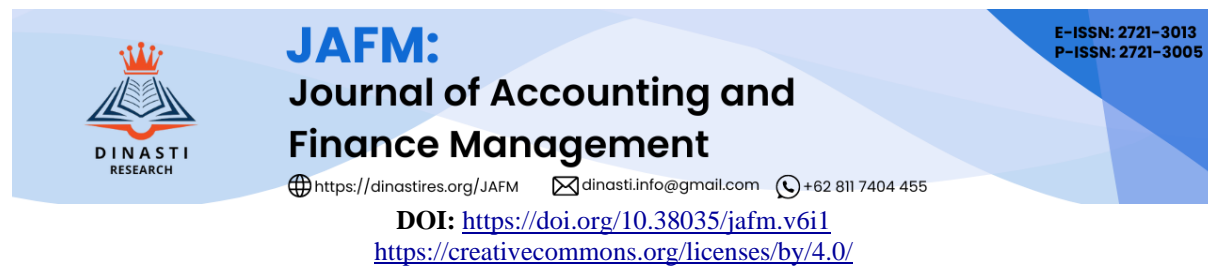 E-ISSN: 2721-3013
P-ISSN: 2721-3005
JAFM:
Journal of Accounting and
Finance Management
DINASTI
RESEARCH
https://dinastires.org/JAFM dinasti.info@gmail.com +62 811 7404 455
DOI: https://doi.org/10.38035/jafm.v6i1
https://creativecommons.org/licenses/by/4.0/